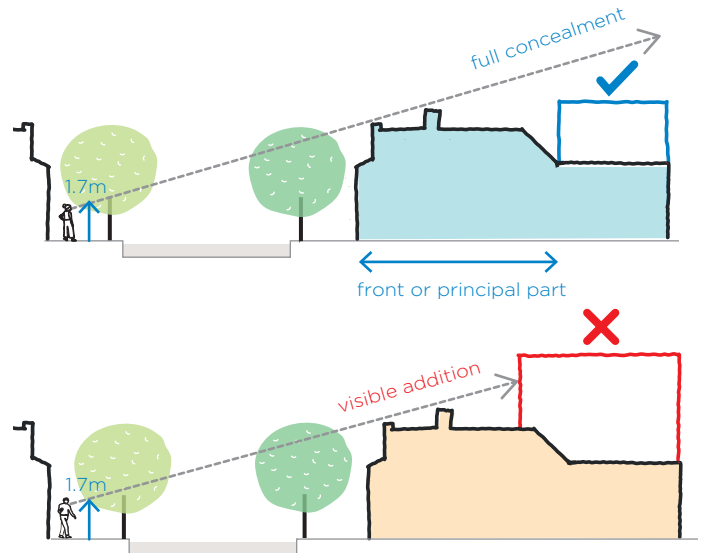 full concealment
1.7m
front or principal part
visible addition
1.7m